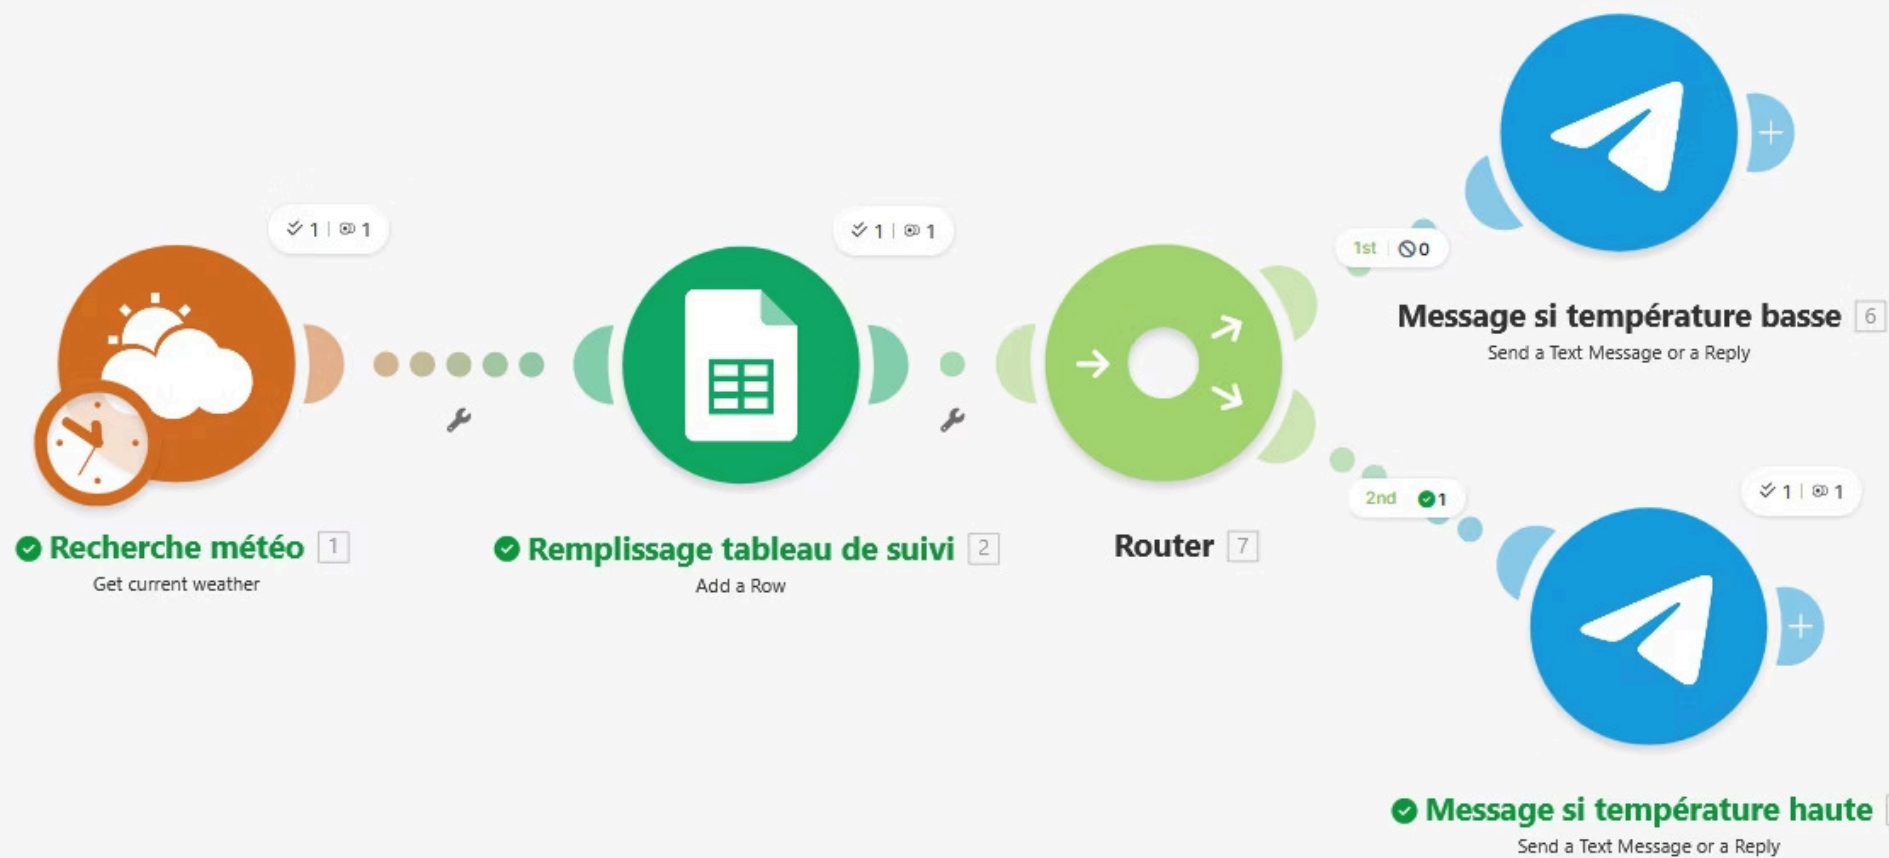 1 | 1
Recherche météo 1
Get current weather
1 | 1
Remplissage tableau de suivi 2
Add a Row
Router 7
1st | 0
Message si température basse 6
Send a Text Message or a Reply
2nd 1
1 | 1
Message si température haute
Send a Text Message or a Reply